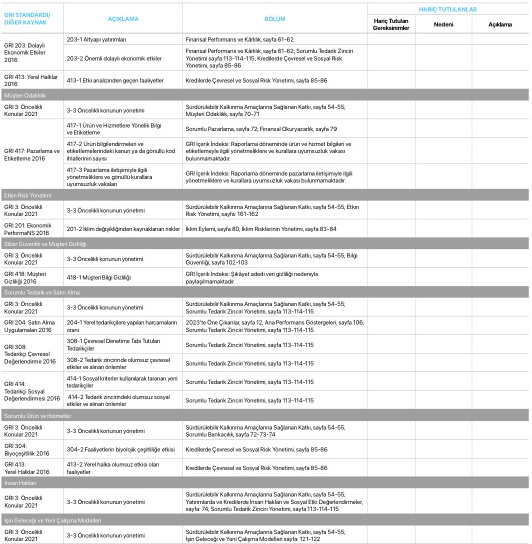 GRI STANDARDI/
DİĞER KAYNAK
AÇIKLAMA
BÖLÜM
HARİÇ TUTULANLAR
Hariç Tutulan
Gereksinimler
Nedeni
Açıklama
GRI 203: Dolaylı
Ekonomik Etkiler
2016
203-1 Altyapı yatırımları
Finansal Performans ve Kârlılık, sayfa 61-62
203-2 Önemli dolaylı ekonomik etkiler
Finansal Performans ve Kârlılık, sayfa 61-62; Sorumlu Tedarik Zinciri
Yönetimi sayfa 113-114-115; Kredilerde Çevresel ve Sosyal Risk Yönetimi,
sayfa 85-86
GRI 413: Yerel Halklar
2016
413-1 Etki analizinden geçen faaliyetler
Kredilerde Çevresel ve Sosyal Risk Yönetimi, sayfa 85-86
Müşteri Odaklılık
GRI 3: Öncelikli
Konular 2021
3-3 Öncelikli konunun yönetimi
Sürdürülebilir Kalkınma Amaçlarına Sağlanan Katkı, sayfa 54-55;
Müşteri Odaklılık, sayfa 70-71
GRI 417: Pazarlama ve
Etiketleme 2016
417-1 Ürün ve Hizmetlere Yönelik Bilgi
ve Etiketleme
Sorumlu Pazarlama, sayfa 72; Finansal Okuryazarlık, sayfa 79
417-2 Ürün bilgilendirmeleri ve
etiketlemelerindeki kanun ya da gönüllü kod
ihlallerinin sayısı
GRI İçerik İndeksi: Raporlama döneminde ürün ve hizmet bilgileri ve
etiketlemeyle ilgili yönetmeliklere ve kurallara uyumsuzluk vakası
bulunmamaktadır.
417-3 Pazarlama iletişimiyle ilgili
yönetmeliklere ve gönüllü kurallara
uyumsuzluk vakaları
GRI İçerik İndeksi: Raporlama döneminde pazarlama iletişimiyle ilgili
yönetmeliklere ve kurallara uyumsuzluk vakası bulunmamaktadır.
Etkin Risk Yönetimi
GRI 3: Öncelikli
Konular 2021
3-3 Öncelikli konunun yönetimi
Sürdürülebilir Kalkınma Amaçlarına Sağlanan Katkı, sayfa 54-55; Etkin
Risk Yönetimi, sayfa: 161-162
GRI 201: Ekonomik
PerformaNS 2016
201-2 İklim değişikliğinden kaynaklanan riskler
İklim Eylemi, sayfa 80; İklim Risklerinin Yönetimi, sayfa 83-84
Siber Güvenlik ve Müşteri Gizliliği
GRI 3: Öncelikli
Konular 2021
3-3 Öncelikli konunun yönetimi
Sürdürülebilir Kalkınma Amaçlarına Sağlanan Katkı, sayfa 54-55; Bilgi
Güvenliği, sayfa 102-103
GRI 418: Müşteri
Gizliliği 2016
418-1 Müşteri Bilgi Gizliliği
GRI İçerik İndeksi: Şikâyet adedi veri gizliliği nedeniyle
paylaşılmamaktadır.
Sorumlu Tedarik ve Satın Alma
GRI 3: Öncelikli
Konular 2021
3-3 Öncelikli konunun yönetimi
Sürdürülebilir Kalkınma Amaçlarına Sağlanan Katkı, sayfa 54-55;
Sorumlu Tedarik Zinciri Yönetimi, sayfa 113-114-115
GRI 204: Satın Alma
Uygulamaları 2016
204-1 Yerel tedarikçilere yapılan harcamaların
oranı
2023'te Öne Çıkanlar, sayfa 12; Ana Performans Göstergeleri, sayfa 106;
Sorumlu Tedarik Zinciri Yönetimi, sayfa 113-114-115
GRI 308:
Tedarikçi Çevresel
Değerlendirme 2016
308-1 Çevresel Denetime Tabi Tutulan
Tedarikçiler
Sorumlu Tedarik Zinciri Yönetimi, sayfa 113-114-115
308-2 Tedarik zincirinde olumsuz çevresel
etkiler ve alınan önlemler
Sorumlu Tedarik Zinciri Yönetimi, sayfa 113-114-115
GRI 414:
Tedarikçi Sosyal
Değerlendirmesi 2016
414-1 Sosyal kriterler kullanılarak taranan yeni
tedarikçiler
Sorumlu Tedarik Zinciri Yönetimi, sayfa 113-114-115
414-2 Tedarik zincirindeki olumsuz sosyal
etkiler ve alınan önlemler
Sorumlu Tedarik Zinciri Yönetimi, sayfa 113-114-115
Sorumlu Ürün ve Hizmetler
GRI 3: Öncelikli
Konular 2021
3-3 Öncelikli konunun yönetimi
Sürdürülebilir Kalkınma Amaçlarına Sağlanan Katkı, sayfa 54-55;
Sorumlu Bankacılık, sayfa 72-73-74
GRI 304:
Biyoçeşitlilik 2016
304-2 Faaliyetlerin biyolojik çeşitliliğe etkisi
Kredilerde Çevresel ve Sosyal Risk Yönetimi, sayfa 85-86
GRI 413:
Yerel Halklar 2016
413-2 Yerel halka olumsuz etkisi olan
faaliyetler
Kredilerde Çevresel ve Sosyal Risk Yönetimi, sayfa 85-86
İnsan Hakları
GRI 3: Öncelikli
Konular 2021
3-3 Öncelikli konunun yönetimi
Sürdürülebilir Kalkınma Amaçlarına Sağlanan Katkı, sayfa 54-55;
Yatırımlarda ve Kredilerde İnsan Hakları ve Sosyal Etki Değerlendirmeler,
sayfa: 74; Sorumlu Tedarik Zinciri Yönetimi, sayfa 113-114-115
İşin Geleceği ve Yeni Çalışma Modelleri
GRI 3: Öncelikli
Konular 2021
3-3 Öncelikli konunun yönetimi
Sürdürülebilir Kalkınma Amaçlarına Sağlanan Katkı, sayfa 54-55;
İşin Geleceği ve Yeni Çalışma Modelleri sayfa: 121-122